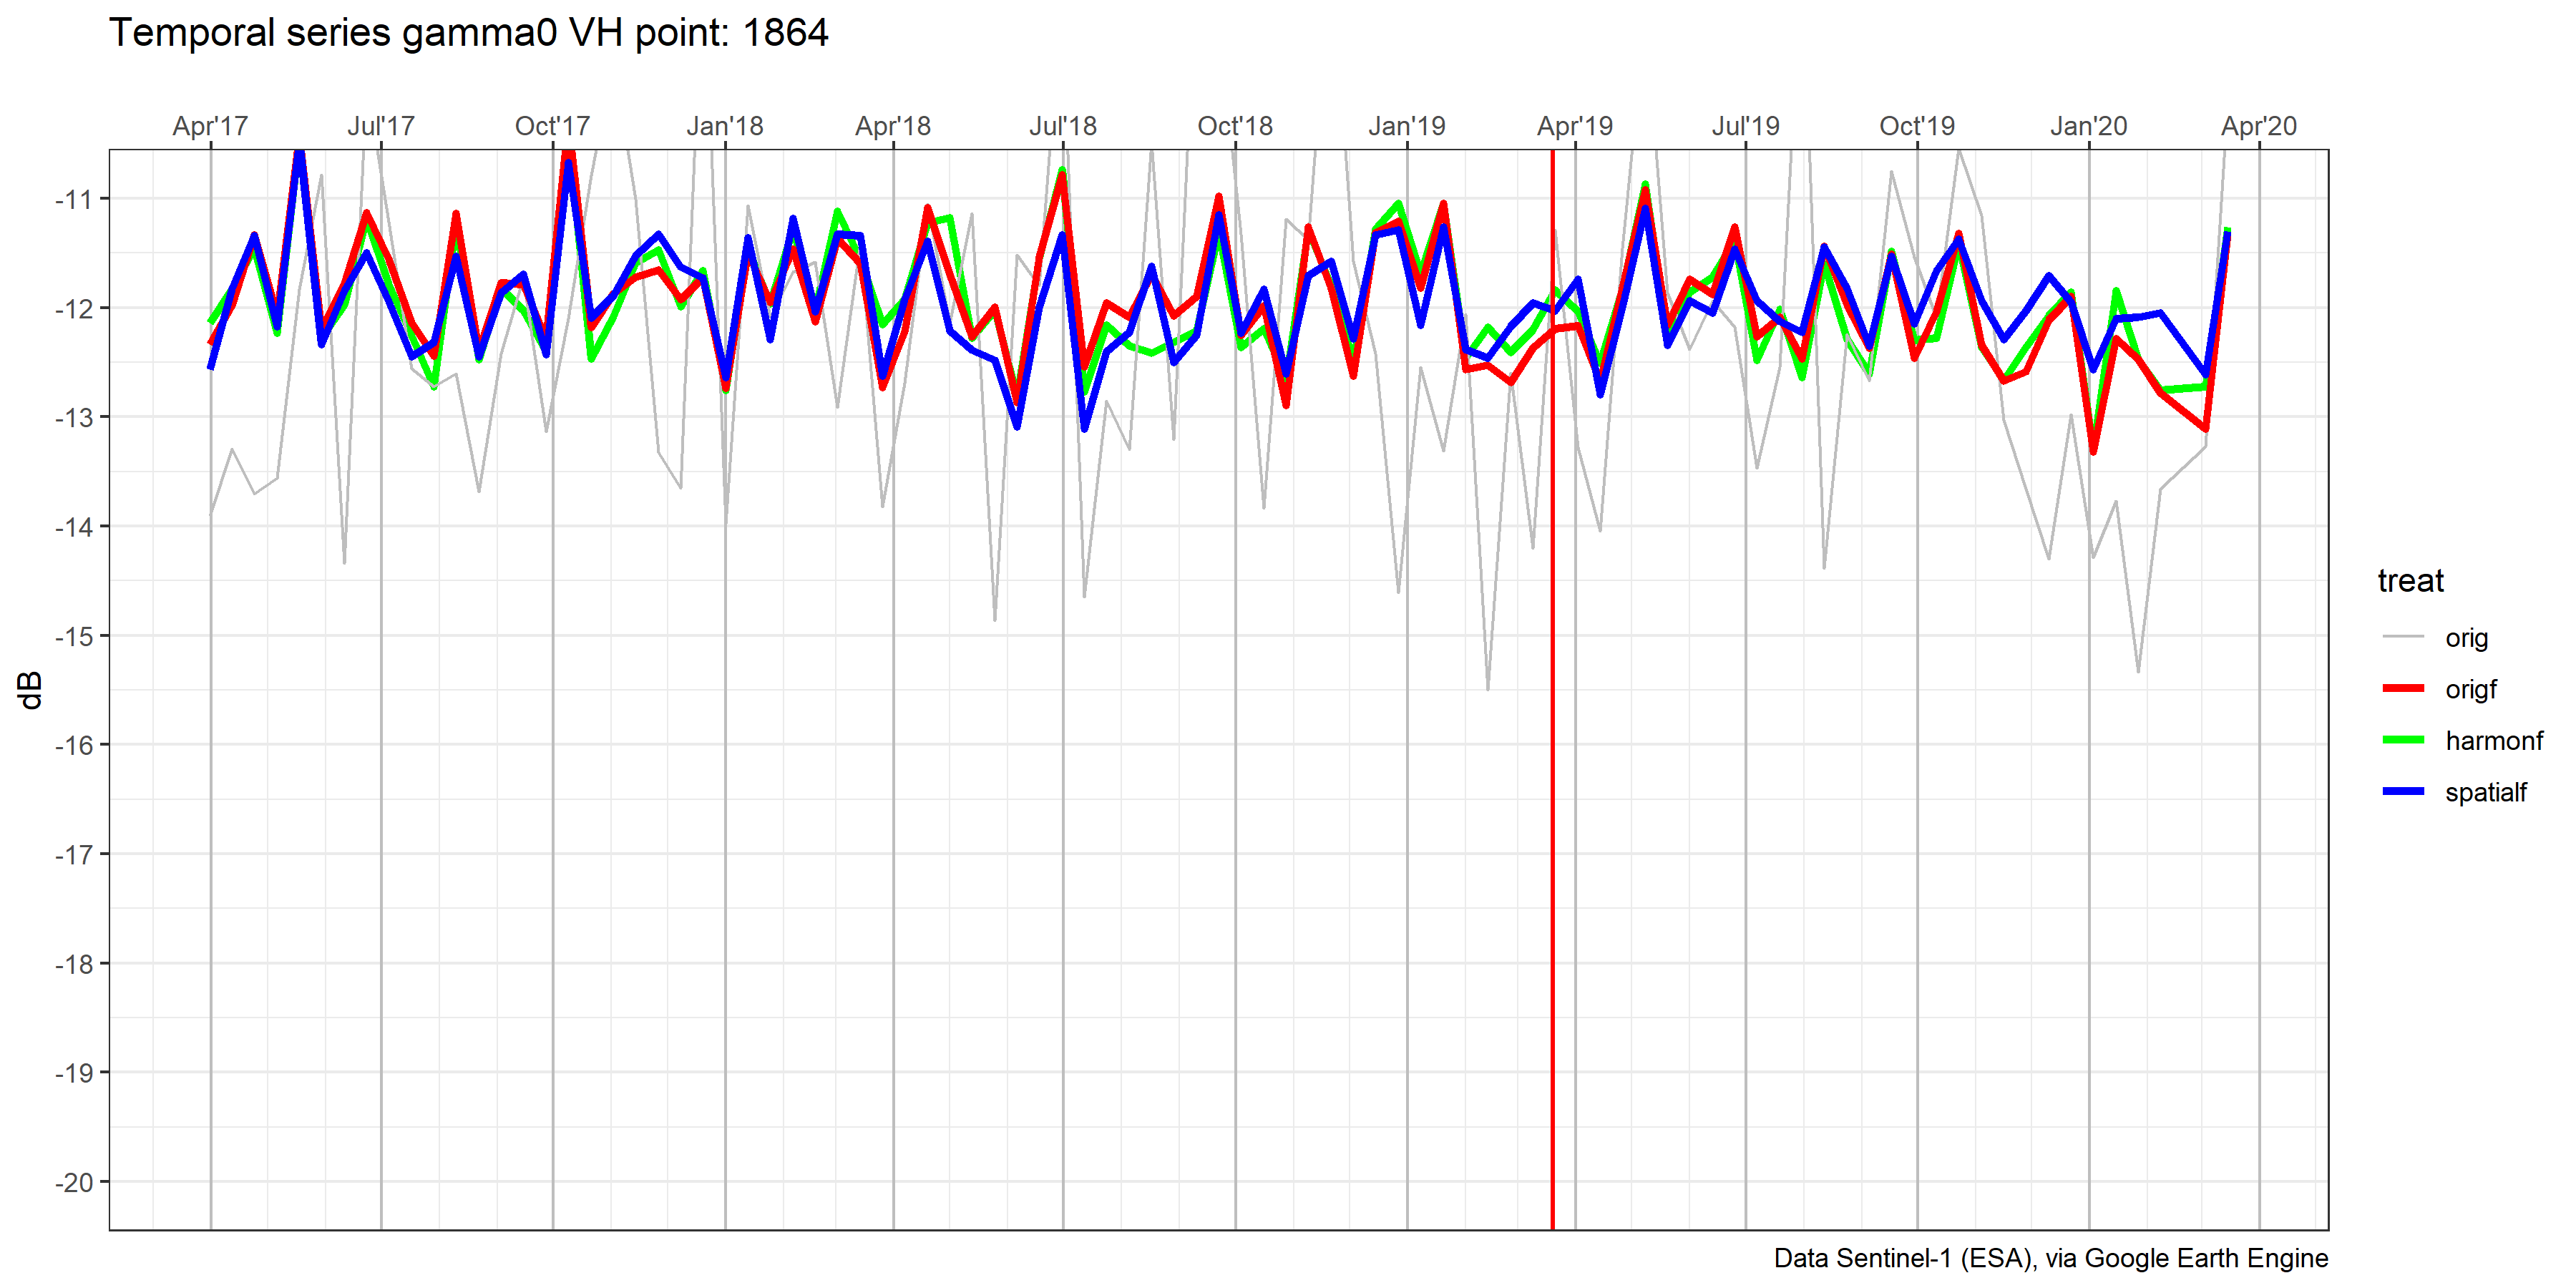 Temporal series gamma0 VH point: 1864
Apr'17 Jul'17 Oct'17 Jan'18 Apr'18 Jul'18 Oct'18 Jan'19 Apr'19 Jul'19 Oct'19 Jan'20 Apr'20
-11
-12
-13
-14
-15
-16
-17
-18
-19
-20
dB
treat
orig
origf
harmonf
spatialf
Data Sentinel-1 (ESA), via Google Earth Engine